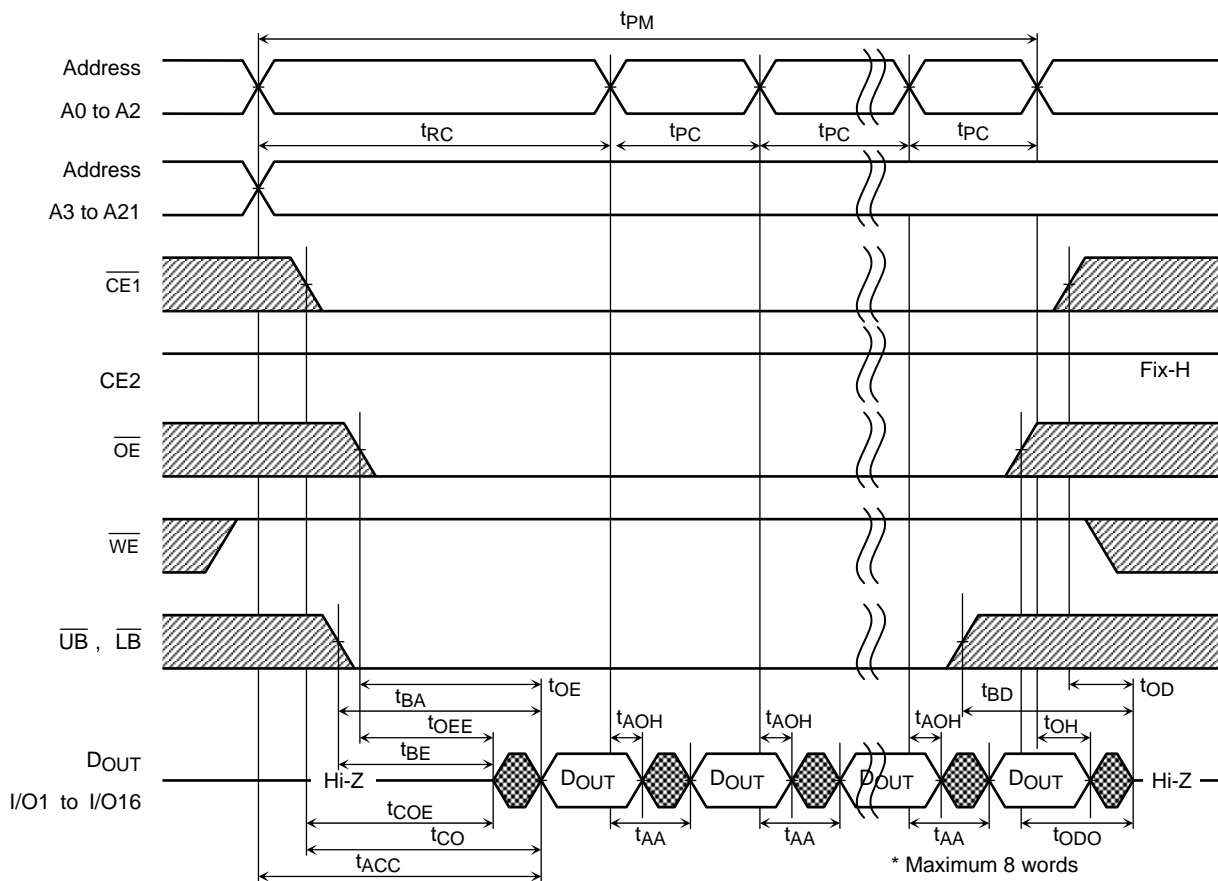 tPM
Address
A0 to A2
tRC
tPC
tPC
tPC
Address
A3 to A21
CE1
CE2
Fix-H
OE
WE
UB , LB
tOE
tOD
tBA
tBD
tOEE
tAOH
tAOH
tAOH
tOH
tBE
DOUT
I/O1 to I/O16
Hi-Z
DOUT
DOUT
DOUT
DOUT
Hi-Z
tCOE
tCO
tAA
tAA
tAA
tODO
tACC
* Maximum 8 words